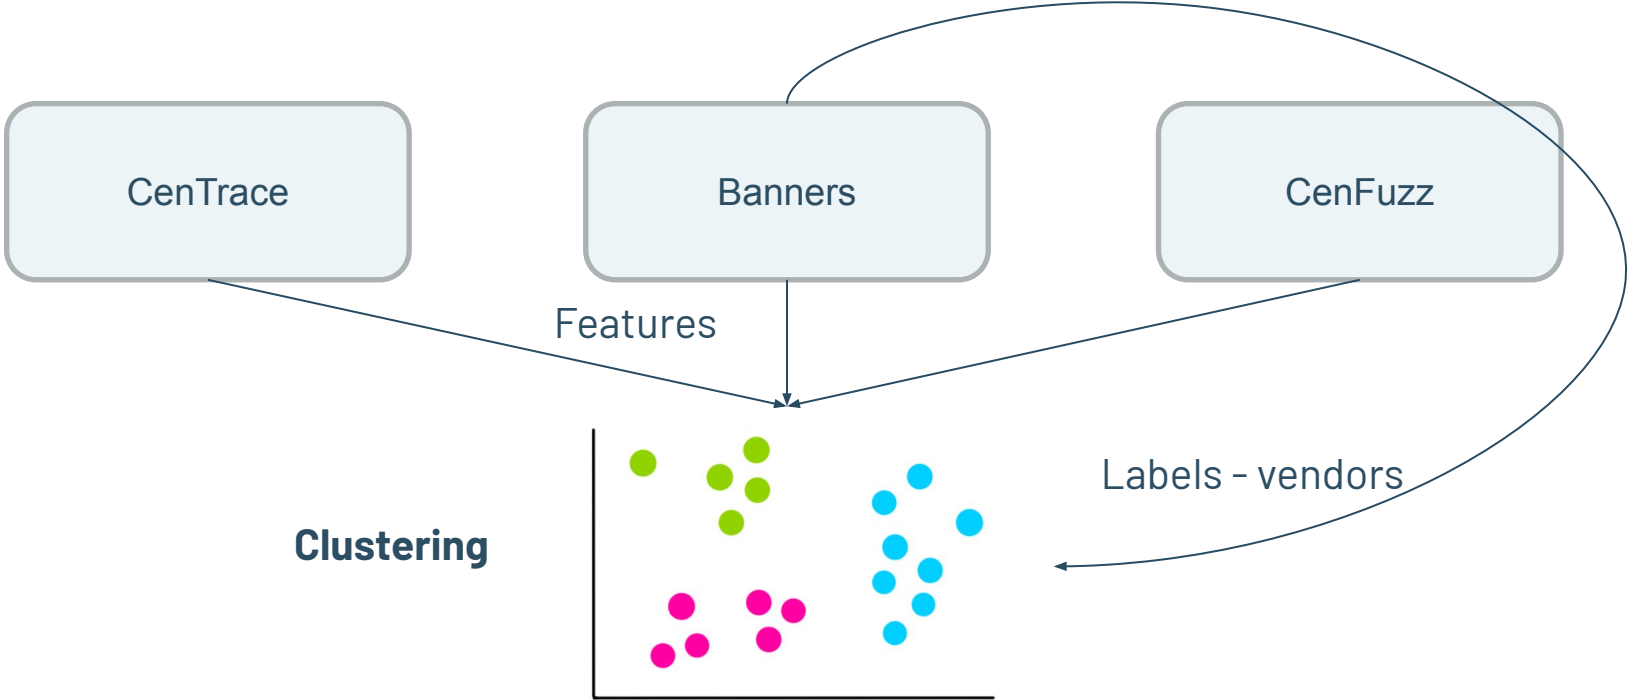 CenTrace
Banners
CenFuzz
Features
Labels - vendors
Clustering